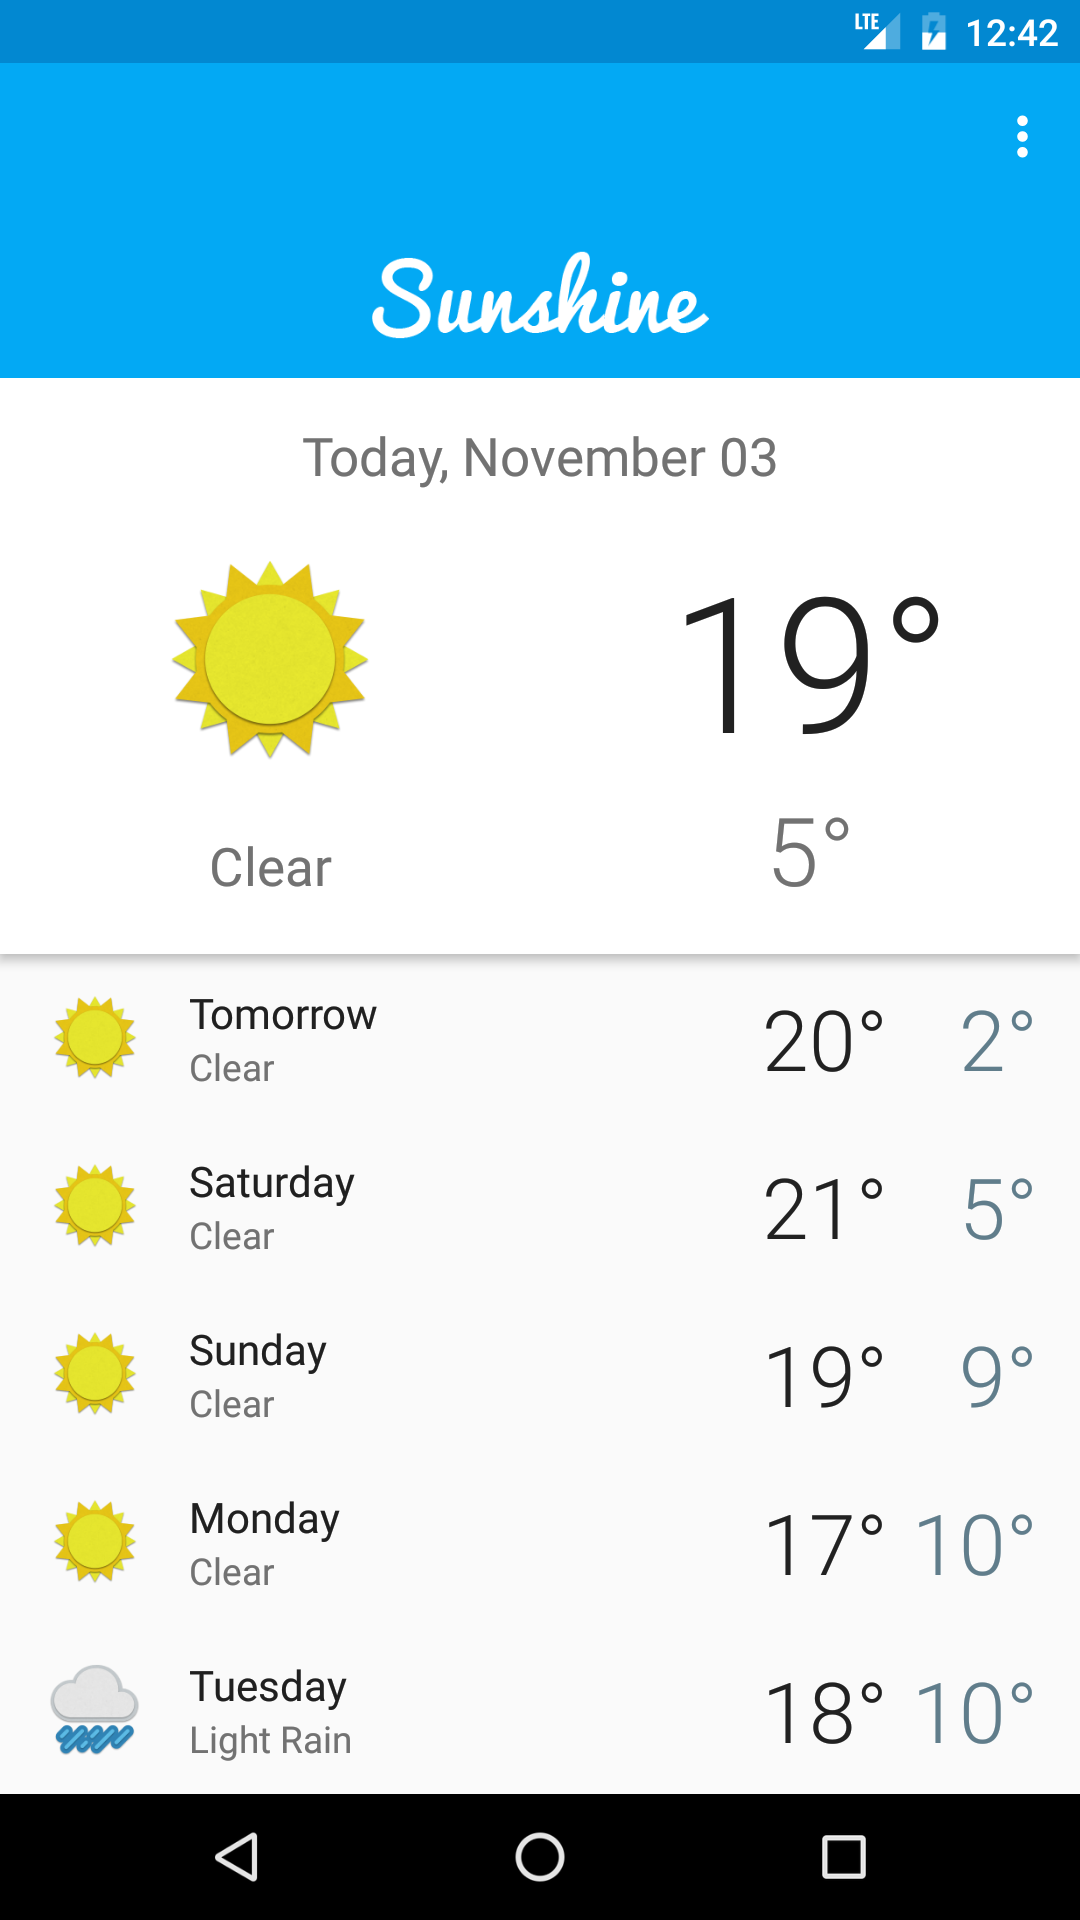 LTE 12:42
Sunshine
Today, November 03
19°
Clear 5°
Tomorrow
Clear
20° 2°
Saturday
Clear
21° 5°
Sunday
Clear
19° 9°
Monday
Clear
17° 10°
Tuesday
Light Rain
18° 10°